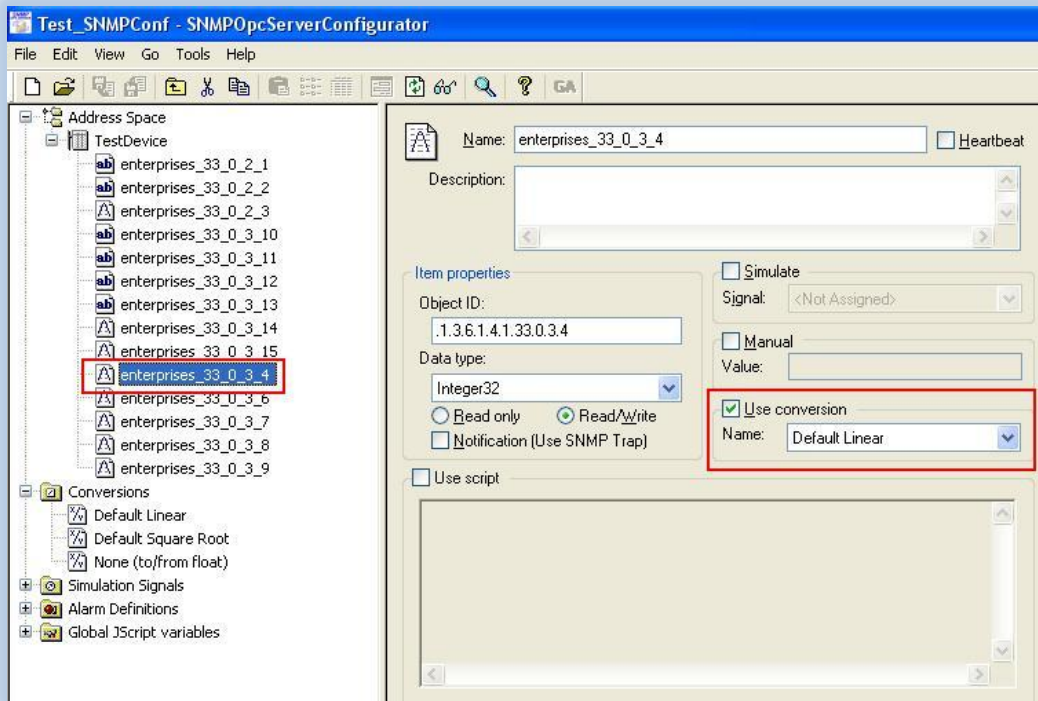 Test_SNMPConf - SNMPOpcServerConfigurator
File Edit View Go Tools Help
GA
Address Space
TestDevice
enterprises_33_0_2_1
enterprises_33_0_2_2
enterprises_33_0_2_3
enterprises_33_0_3_10
enterprises_33_0_3_11
enterprises_33_0_3_12
enterprises_33_0_3_13
enterprises_33_0_3_14
enterprises_33_0_3_15
enterprises_33_0_3_4
enterprises_33_0_3_6
enterprises_33_0_3_7
enterprises_33_0_3_8
enterprises_33_0_3_9
Conversions
Default Linear
Default Square Root
None (to/from float)
Simulation Signals
Alarm Definitions
Global JScript variables
Name: enterprises_33_0_3_4 Heartbeat
Description:
Item properties
Object ID:
.1.3.6.1.4.1.33.0.3.4
Data type:
Integer32
Read only Read/Write
Notification (Use SNMP Trap)
Simulate
Signal: <Not Assigned>
Manual
Value:
Use conversion
Name: Default Linear
Use script